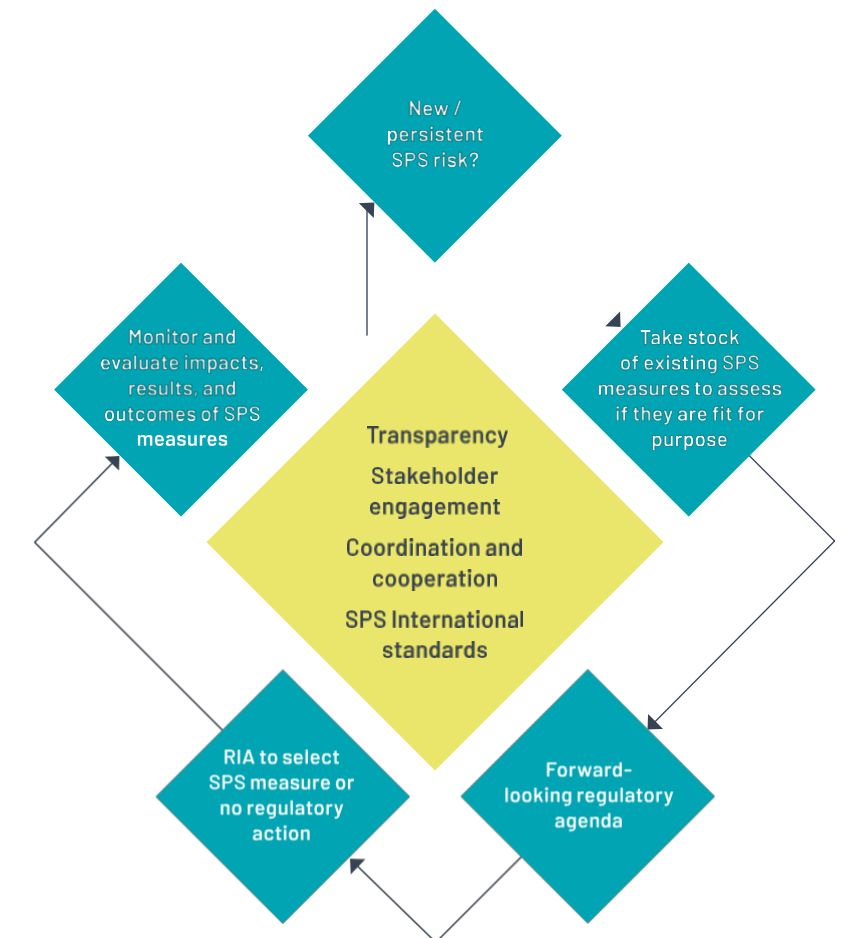 New /
persistent
SPS risk?
Monitor and
evaluate impacts,
results, and
outcomes of SPS
measures
Take stock
of existing SPS
measures to assess
if they are fit for
purpose
Transparency
Stakeholder
engagement
Coordination and
cooperation
SPS International
standards
RIA to select
SPS measure or
no regulatory
action
Forward-
looking regulatory
agenda